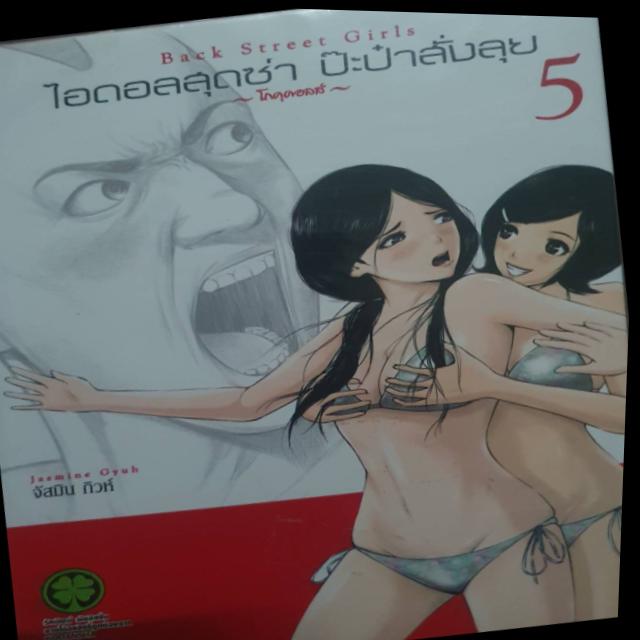 Back Street Girls
ไอดอลสุดซ่า ป๊ะป๋าสั่งลุย
~ โกคุดอลส์ ~
5
Jasmine Gyuh
จัสมิน กิวห์